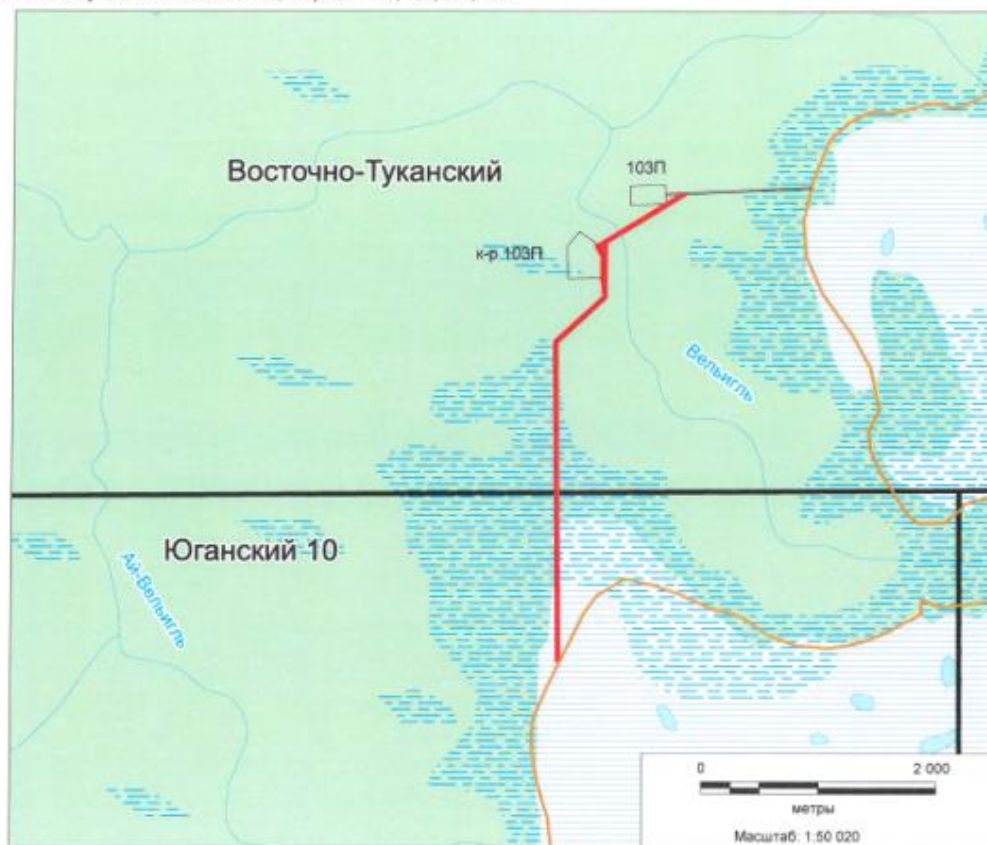 Восточно-Туканский
103П
к-р 103П
Вельигль
Юганский 10
Ай-Вельигль
0 2 000
метры
Масштаб: 1:50 020